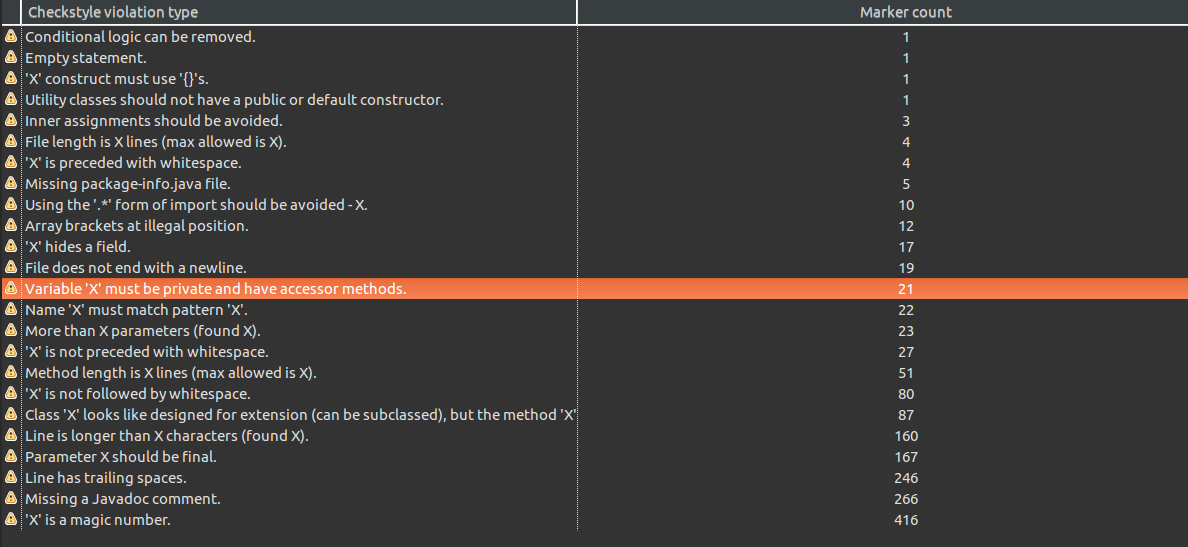 Checkstyle violation type Marker count
Conditional logic can be removed. 1
Empty statement. 1
'X' construct must use '{}'s. 1
Utility classes should not have a public or default constructor. 1
Inner assignments should be avoided. 3
File length is X lines (max allowed is X). 4
'X' is preceded with whitespace. 4
Missing package-info.java file. 5
Using the '.*' form of import should be avoided - X. 10
Array brackets at illegal position. 12
'X' hides a field. 17
File does not end with a newline. 19
Variable 'X' must be private and have accessor methods. 21
Name 'X' must match pattern 'X'. 22
More than X parameters (found X). 23
'X' is not preceded with whitespace. 27
Method length is X lines (max allowed is X). 51
'X' is not followed by whitespace. 80
Class 'X' looks like designed for extension (can be subclassed), but the method 'X' 87
Line is longer than X characters (found X). 160
Parameter X should be final. 167
Line has trailing spaces. 246
Missing a Javadoc comment. 266
'X' is a magic number. 416